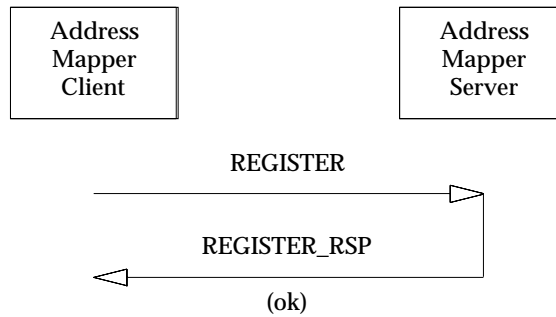 Address
Mapper
Client
Address
Mapper
Server
REGISTER
REGISTER_RSP
(ok)